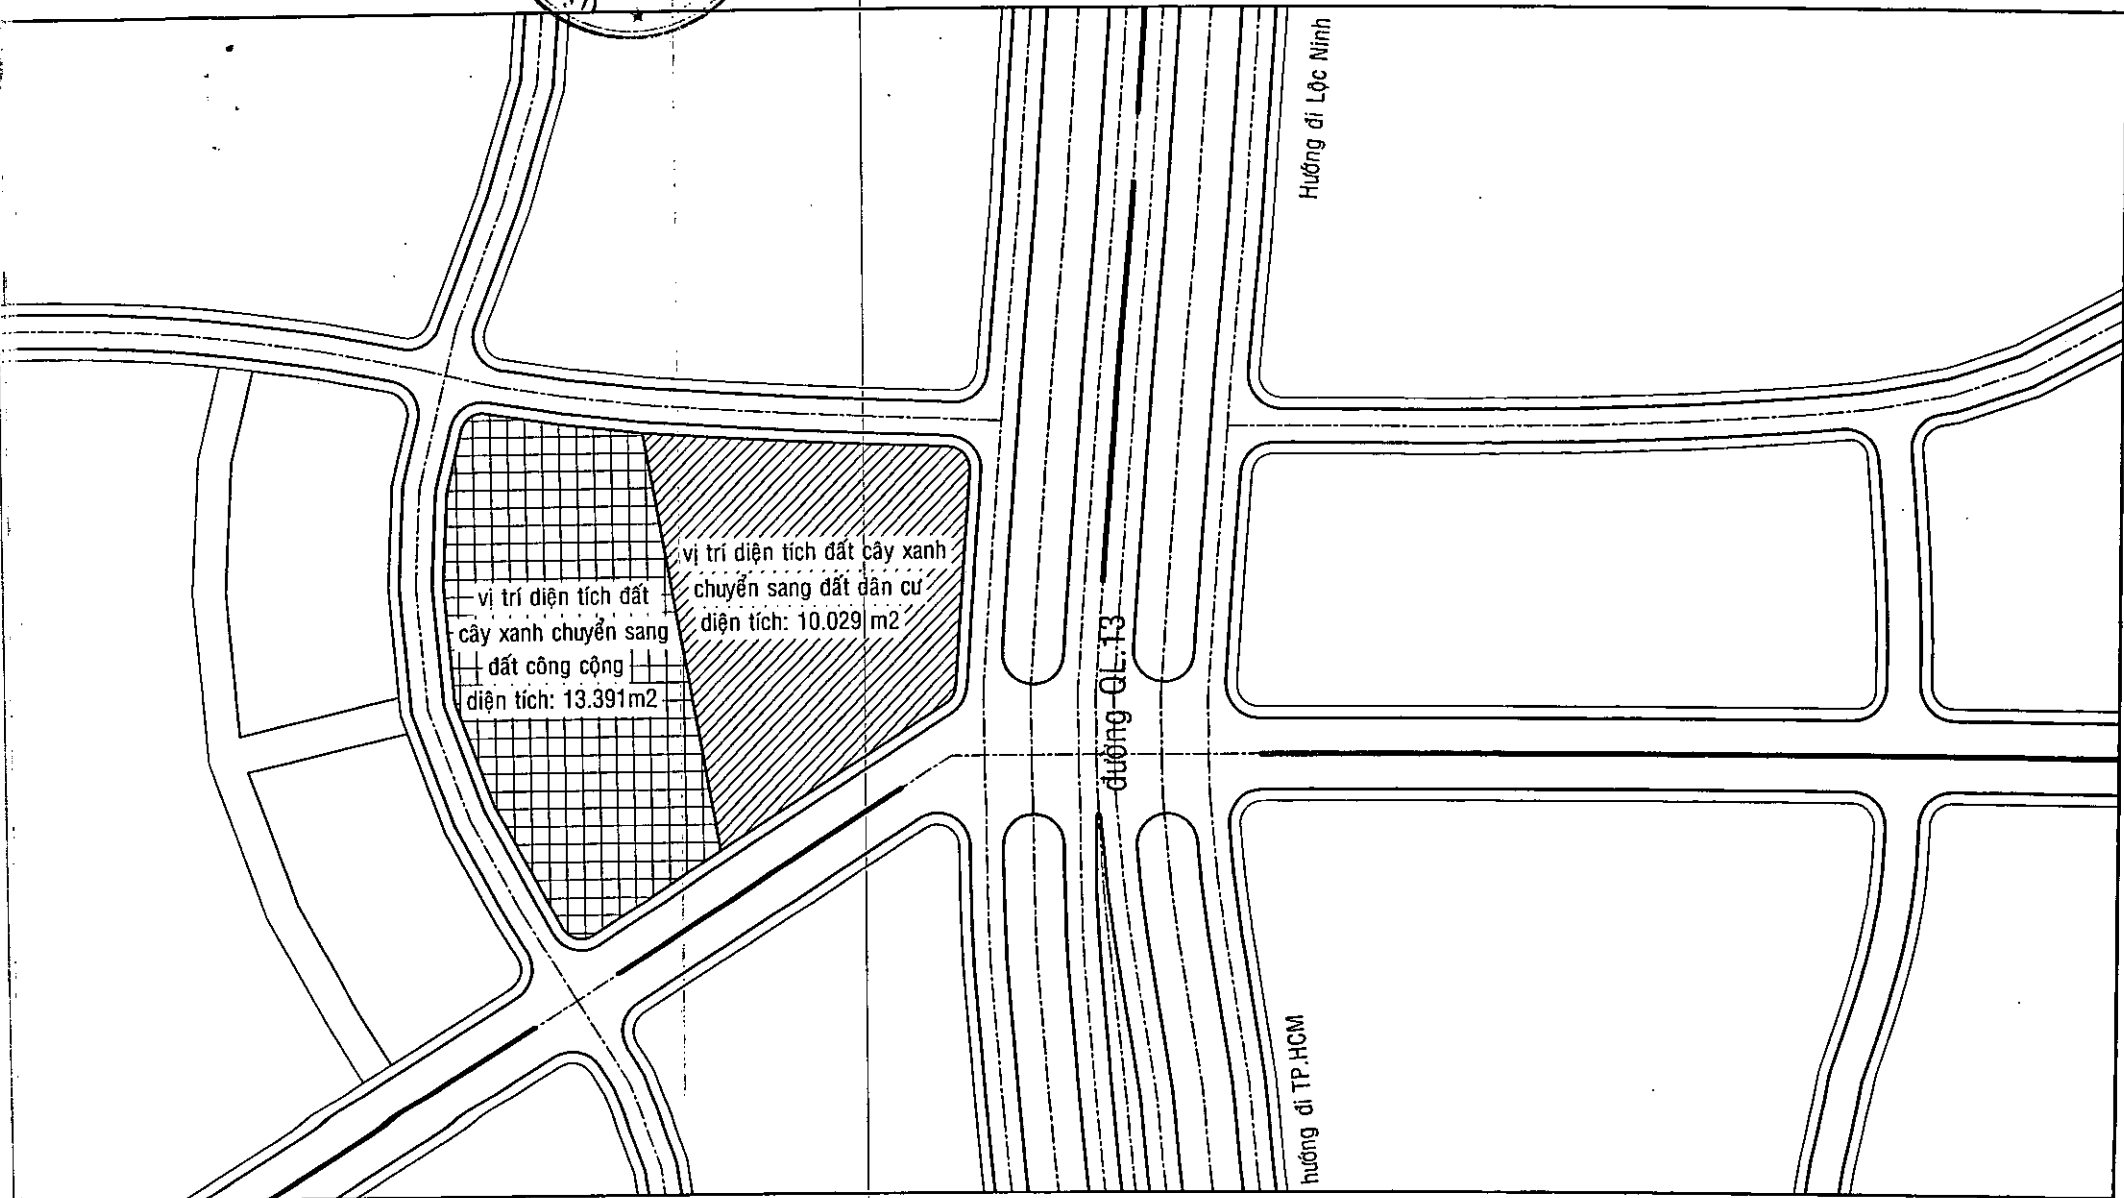 Hướng đi Lộc Ninh
vị trí diện tích đất cây xanh
chuyển sang đất dân cư
diện tích: 10.029 m2
vị trí diện tích đất
cây xanh chuyển sang
đất công cộng
diện tích: 13.391m2
đường QL.13
hướng đi TP.HCM